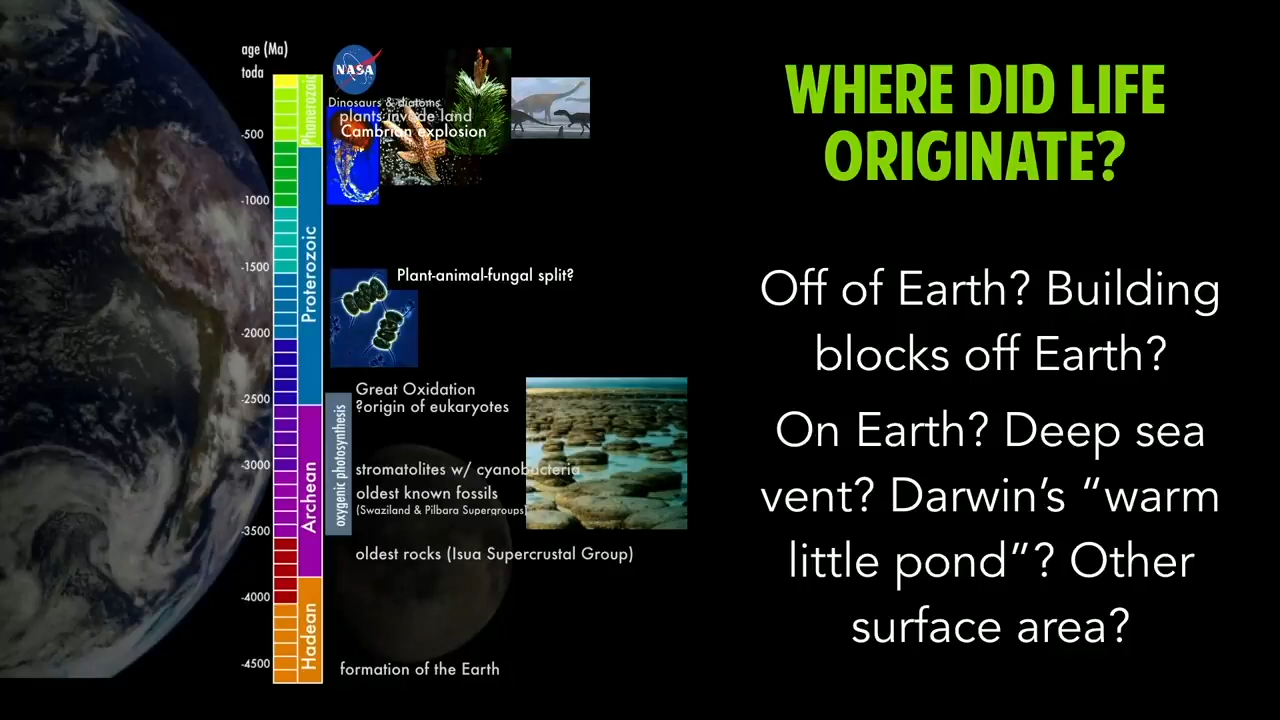 age (Ma)
toda
-500
-1000
-1500
-2000
-2500
-3000
-3500
-4000
-4500
Phanerozoic
Proterozoic
Archean
Hadean
oxygenic photosynthesis
NASA
Dinosaurs & diatoms
plants invade land
Cambrian explosion
Plant-animal-fungal split?
Great Oxidation
?origin of eukaryotes
stromatolites w/ cyanobacteria
oldest known fossils
(Swaziland & Pilbara Supergroups)
oldest rocks (Isua Supercrustal Group)
formation of the Earth
WHERE DID LIFE
ORIGINATE?
Off of Earth? Building
blocks off Earth?
On Earth? Deep sea
vent? Darwin’s “warm
little pond”? Other
surface area?